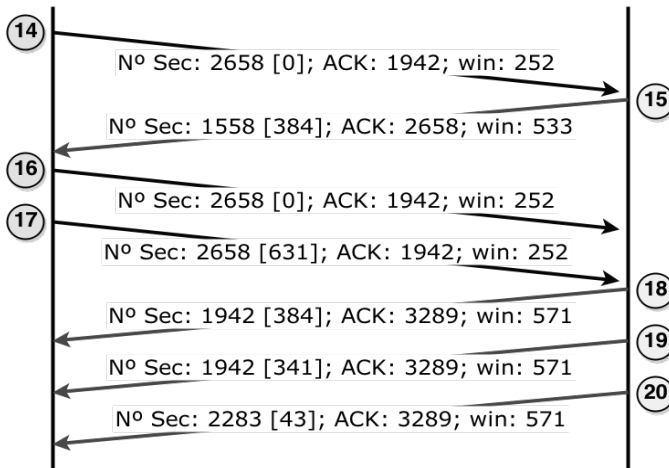 14
Nº Sec: 2658 [0]; ACK: 1942; win: 252
15
Nº Sec: 1558 [384]; ACK: 2658; win: 533
16
Nº Sec: 2658 [0]; ACK: 1942; win: 252
17
Nº Sec: 2658 [631]; ACK: 1942; win: 252
18
Nº Sec: 1942 [384]; ACK: 3289; win: 571
19
Nº Sec: 1942 [341]; ACK: 3289; win: 571
20
Nº Sec: 2283 [43]; ACK: 3289; win: 571